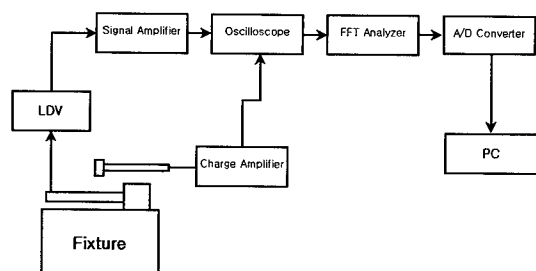 Signal Amplifier
Oscilloscope
FFT Analyzer
A/D Converter
LDV
Charge Amplifier
PC
Fixture